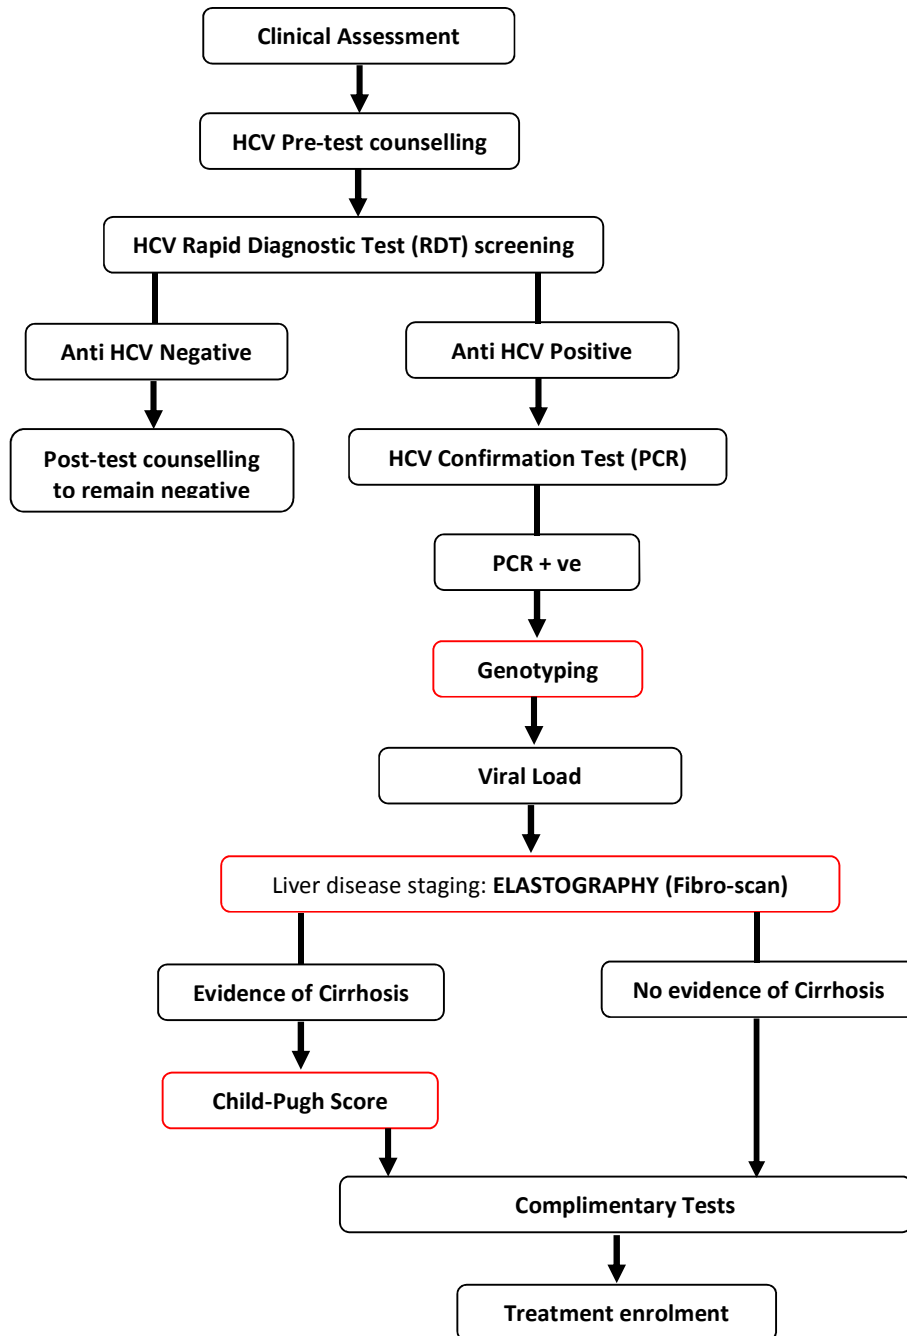 Clinical Assessment
HCV Pre-test counselling
HCV Rapid Diagnostic Test (RDT) screening
Anti HCV Negative
Anti HCV Positive
Post-test counselling
to remain negative
HCV Confirmation Test (PCR)
PCR + ve
Genotyping
Viral Load
Liver disease staging: ELASTOGRAPHY (Fibro-scan)
Evidence of Cirrhosis
No evidence of Cirrhosis
Child-Pugh Score
Complimentary Tests
Treatment enrolment